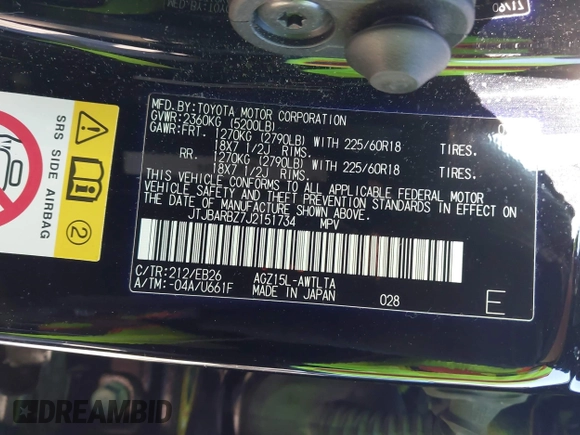 MFD.BY:TOYOTA MOTOR CORPORATION
GVWR:2360KG (5200LB)
GAWR:FRT. 1270KG (2790LB) WITH 225/60R18 TIRES.
18X7 1/2J RIMS.
RR. 1270KG (2790LB) WITH 225/60R18 TIRES.
18X7 1/2J RIMS.
THIS VEHICLE CONFORMS TO ALL APPLICABLE FEDERAL MOTOR
VEHICLE SAFETY AND THEFT PREVENTION STANDARDS IN EFFECT ON
THE DATE OF MANUFACTURE SHOWN ABOVE.
JTJBARBZ7J2151734 MPV
C/TR:212/EB26 AGZ15L-AWTLTA
A/TM:-04A/U661F MADE IN JAPAN 028 E
SRS SIDE AIRBAG
2
DREAMBID